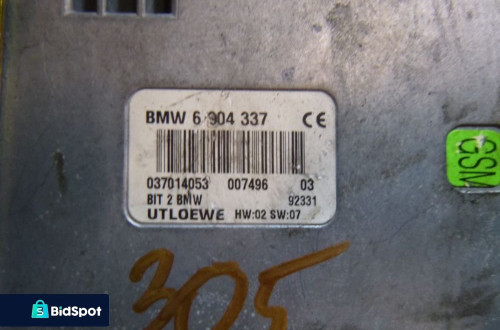 BMW 6 904 337 CE
037014053 007496 03
BIT 2 BMW 92331
UTLOEWE HW:02 SW:07
GSM
305
S BidSpot